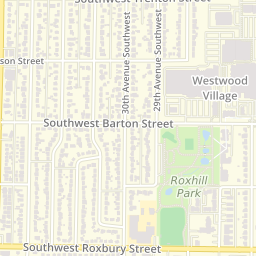 Southwest Trenton Street
30th Avenue Southwest
29th Avenue Southwest
son Street
Westwood
Village
Southwest Barton Street
Roxhill
Park
Southwest Roxbury Street